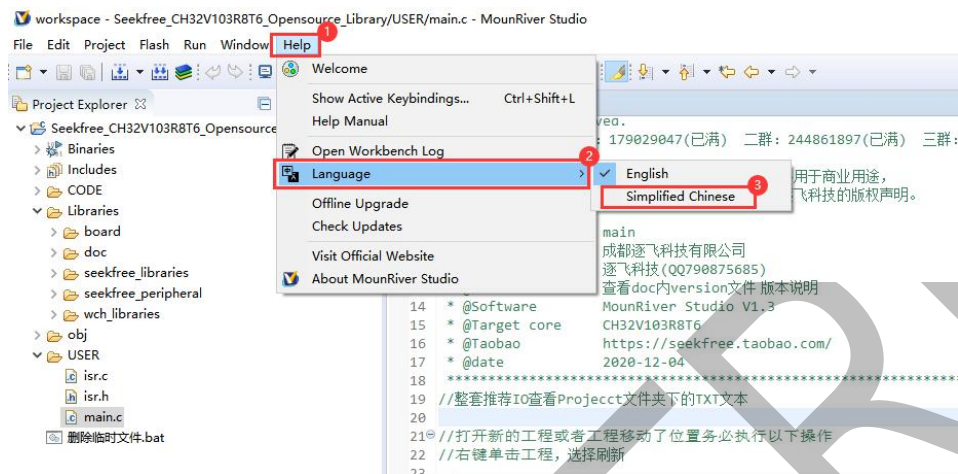 workspace - Seekfree_CH32V103R8T6_Opensource_Library/USER/main.c - MounRiver Studio
File Edit Project Flash Run Window Help
1
Welcome
Show Active Keybindings... Ctrl+Shift+L
Help Manual
Open Workbench Log
2
Language
English
Simplified Chinese
3
Offline Upgrade
Check Updates
Visit Official Website
About MounRiver Studio
Project Explorer
Seekfree_CH32V103R8T6_Opensource
Binaries
Includes
CODE
Libraries
board
doc
seekfree_libraries
seekfree_peripheral
wch_libraries
obj
USER
isr.c
isr.h
main.c
删除临时文件.bat
179029047(已满) 二群: 244861897(已满) 三群:
用于商业用途,
飞科技的版权声明。
main
成都逐飞科技有限公司
逐飞科技(QQ790875685)
查看doc内version文件 版本说明
14 * @Software MounRiver Studio V1.3
15 * @Target core CH32V103R8T6
16 * @Taobao https://seekfree.taobao.com/
17 * @date 2020-12-04
18 ****************************************************
19 //整套推荐IO查看Projecct文件夹下的TXT文本
20
21 //打开新的工程或者工程移动了位置务必执行以下操作
22 //右键单击工程，选择刷新
23